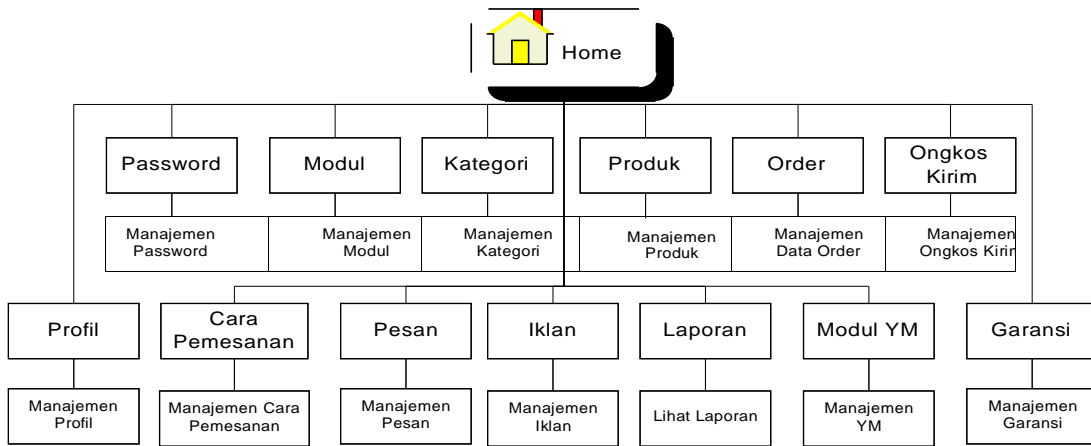 Home
Password
Modul
Kategori
Produk
Order
Ongkos
Kirim
Manajemen
Password
Manajemen
Modul
Manajemen
Kategori
Manajemen
Produk
Manajemen
Data Order
Manajemen
Ongkos Kirim
Profil
Cara
Pemesanan
Pesan
Iklan
Laporan
Modul YM
Garansi
Manajemen
Profil
Manajemen Cara
Pemesanan
Manajemen
Pesan
Manajemen
Iklan
Lihat Laporan
Manajemen
YM
Manajemen
Garansi